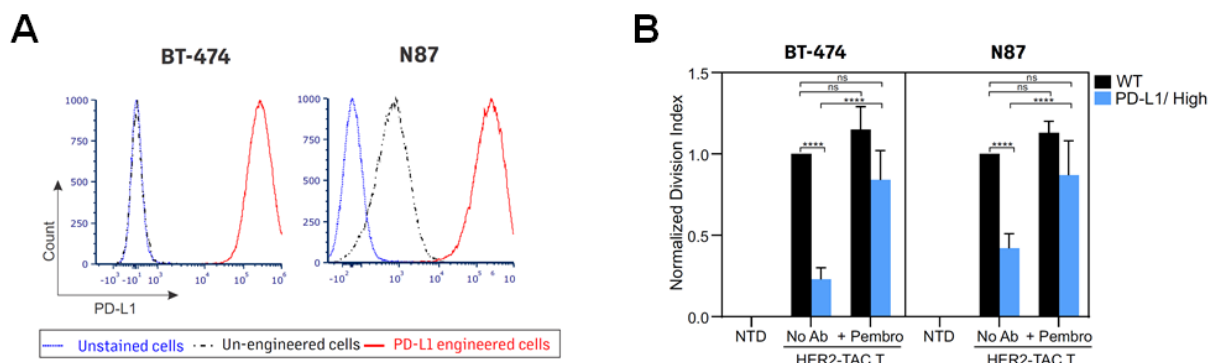 A
BT-474
N87
1000
750
500
250
0
-10³ -10¹ 10³ 10⁴ 10⁵ 10⁶
1000
750
500
250
0
-10² 10³ 10⁴ 10⁵ 10⁶ 10
Count
PD-L1
Unstained cells
Un-engineered cells
PD-L1 engineered cells
B
BT-474
N87
Normalized Division Index
1.5
1.0
0.5
0.0
ns
ns
****
****
ns
ns
****
****
WT
PD-L1/ High
NTD No Ab + Pembro NTD No Ab + Pembro
HER2-TAC T HER2-TAC T